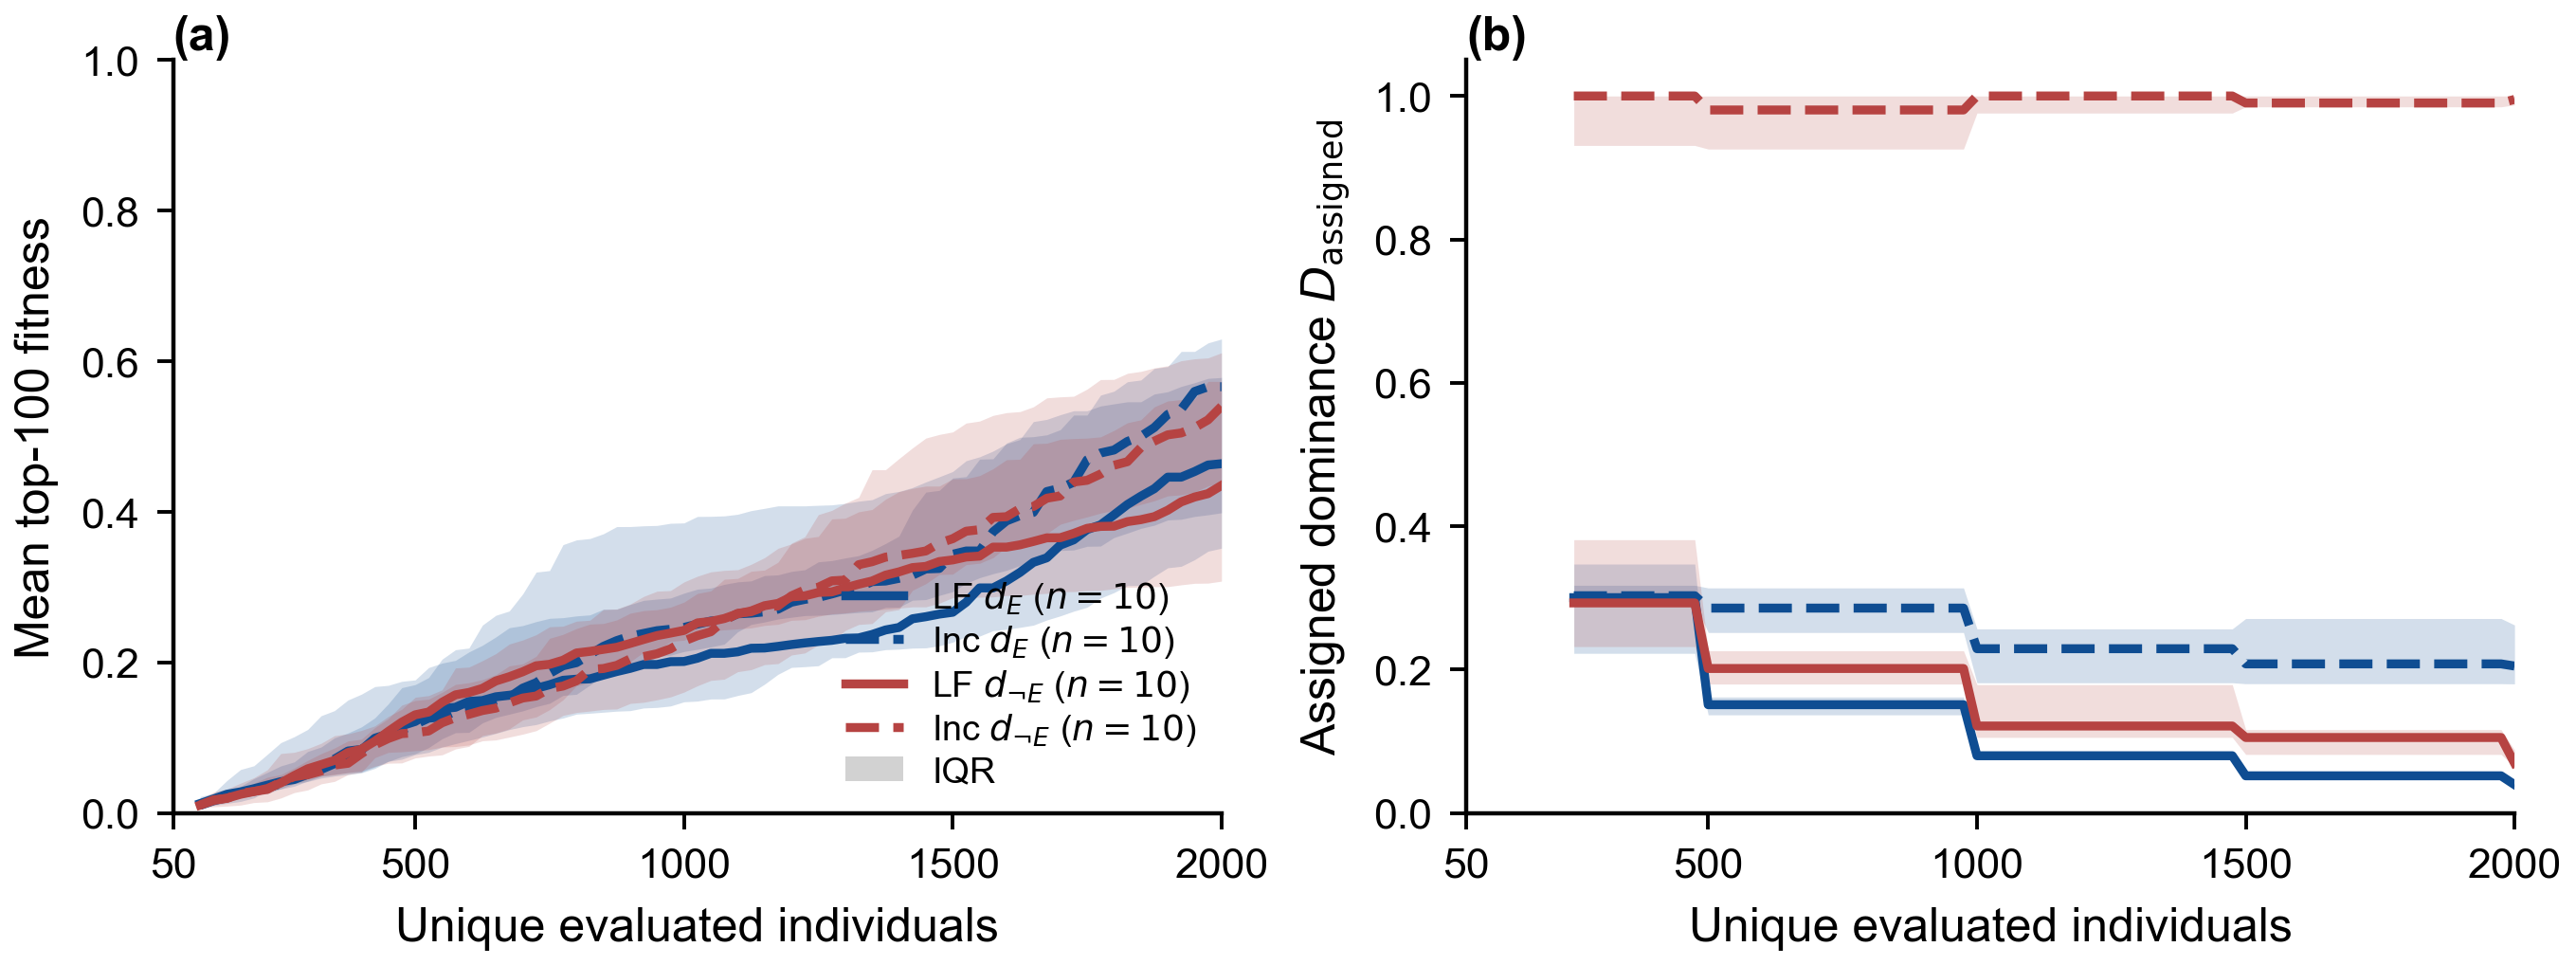 (a)
1.0
0.8
0.6
0.4
0.2
0.0
Mean top-100 fitness
50 500 1000 1500 2000
Unique evaluated individuals
LF d_E (n = 10)
Inc d_E (n = 10)
LF d_¬E (n = 10)
Inc d_¬E (n = 10)
IQR
(b)
1.0
0.8
0.6
0.4
0.2
0.0
Assigned dominance D_assigned
50 500 1000 1500 2000
Unique evaluated individuals